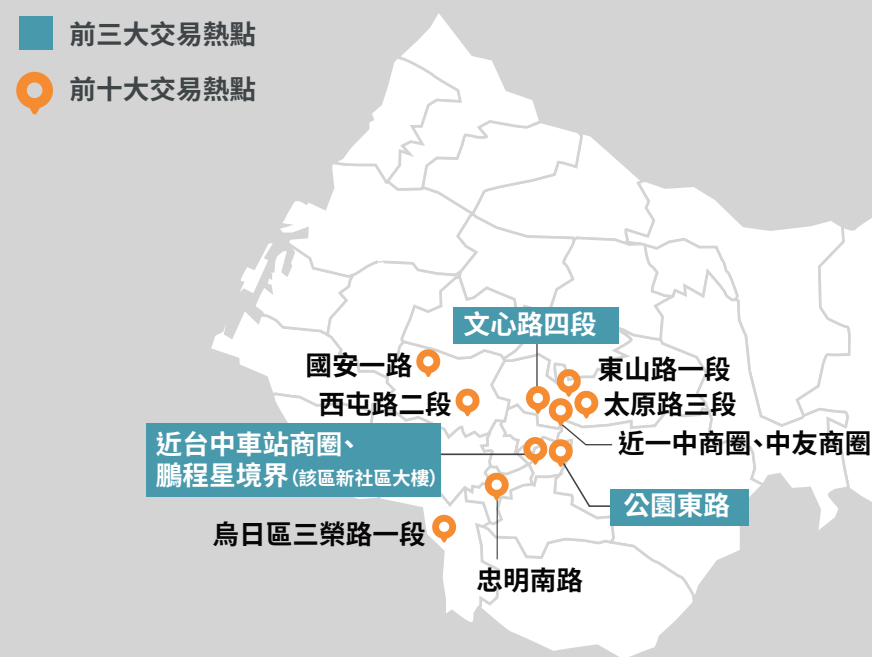 前三大交易熱點
前十大交易熱點
文心路四段
國安一路
東山路一段
西屯路二段
太原路三段
近台中車站商圈、
鵬程星境界(該區新社區大樓)
近一中商圈、中友商圈
公園東路
烏日區三榮路一段
忠明南路